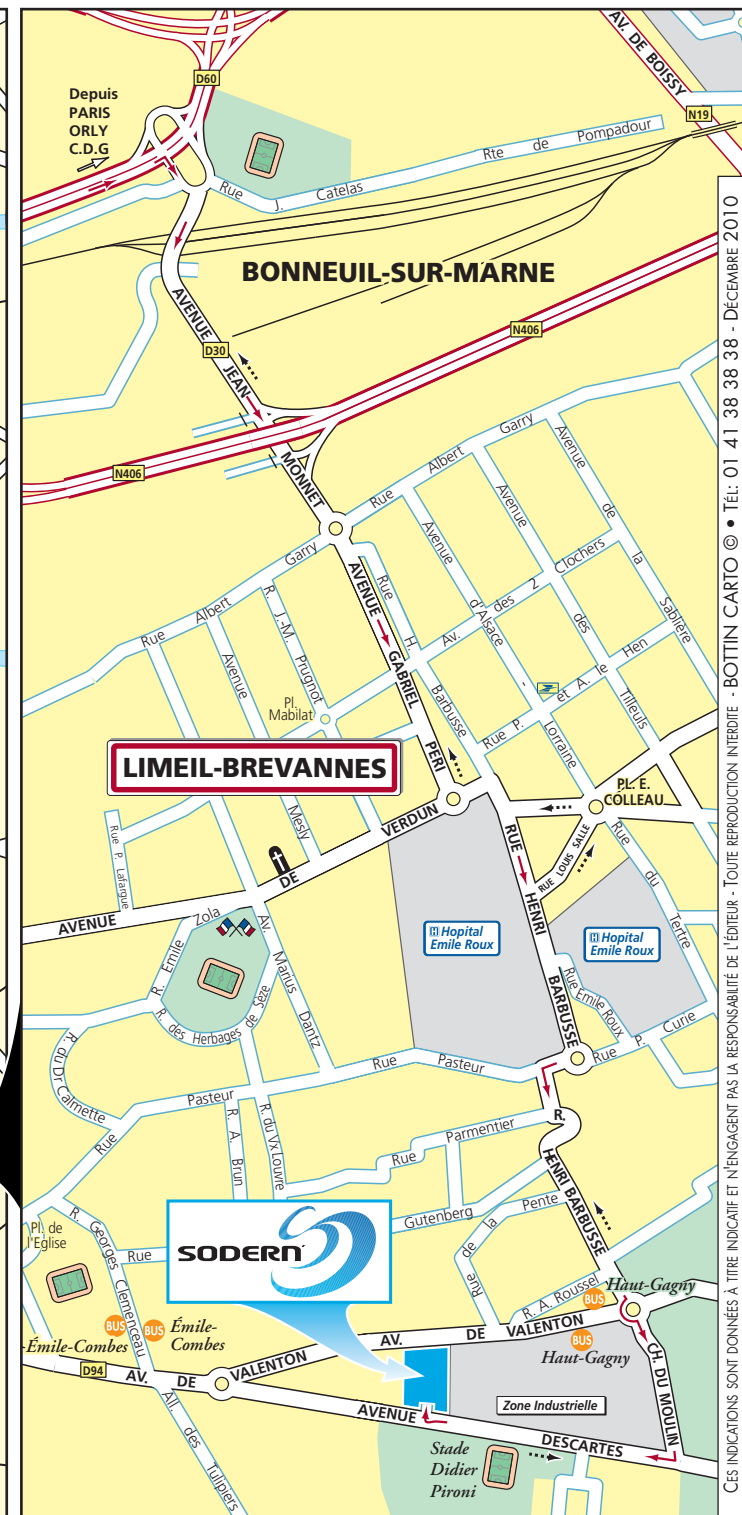 Depuis
PARIS
ORLY
C.D.G
D60
AV. DE BOISSY
N19
Rue J. Catelas
Rte de Pompadour
BONNEUIL-SUR-MARNE
AVENUE JEAN MONNET
D30
N406
N406
Rue Albert Garry
Rue Albert Garry
Avenue de la Sablière
Avenue des Tilleuls
Avenue d'Alsace - Lorraine
Av. des 2 Clochers
Rue H. Barbusse
AVENUE GABRIEL PERI
R. J.-M. Prugnot
Avenue
Mesly
Pl.
Mabilat
Rue P. et A. le Hen
LIMEIL-BREVANNES
PL. E.
COLLEAU
Rue P. Lafargue
AVENUE DE VERDUN
RUE LOUIS SALLE
Rue du Tertre
RUE HENRI BARBUSSE
H Hopital
Emile Roux
H Hopital
Emile Roux
Rue Emile Roux
Rue P. Curie
R. Emile Zola
R. des Herbages de Sèze
Av. Marius Dantz
R. du Dr Calmette
Rue Pasteur
Rue Pasteur
R. A. Brun
R. du Vx Louvre
Rue Parmentier
R. HENRI BARBUSSE
Rue Gutenberg
Rue de la Pente
R. A. Roussel
SODERN
Pl. de
l'Eglise
R. Georges Clemenceau
BUS
Émile-Combes
BUS
Émile-
Combes
BUS
Haut-Gagny
BUS
Haut-Gagny
D94
AV. DE VALENTON
AV. DE VALENTON
CH. DU MOULIN
Zone Industrielle
AVENUE DESCARTES
All. des Tulipiers
Stade
Didier
Pironi
CES INDICATIONS SONT DONNÉES À TITRE INDICATIF ET N'ENGAGENT PAS LA RESPONSABILITÉ DE L'ÉDITEUR - TOUTE REPRODUCTION INTERDITE - BOTTIN CARTO © • TÉL: 01 41 38 38 38 - DÉCEMBRE 2010